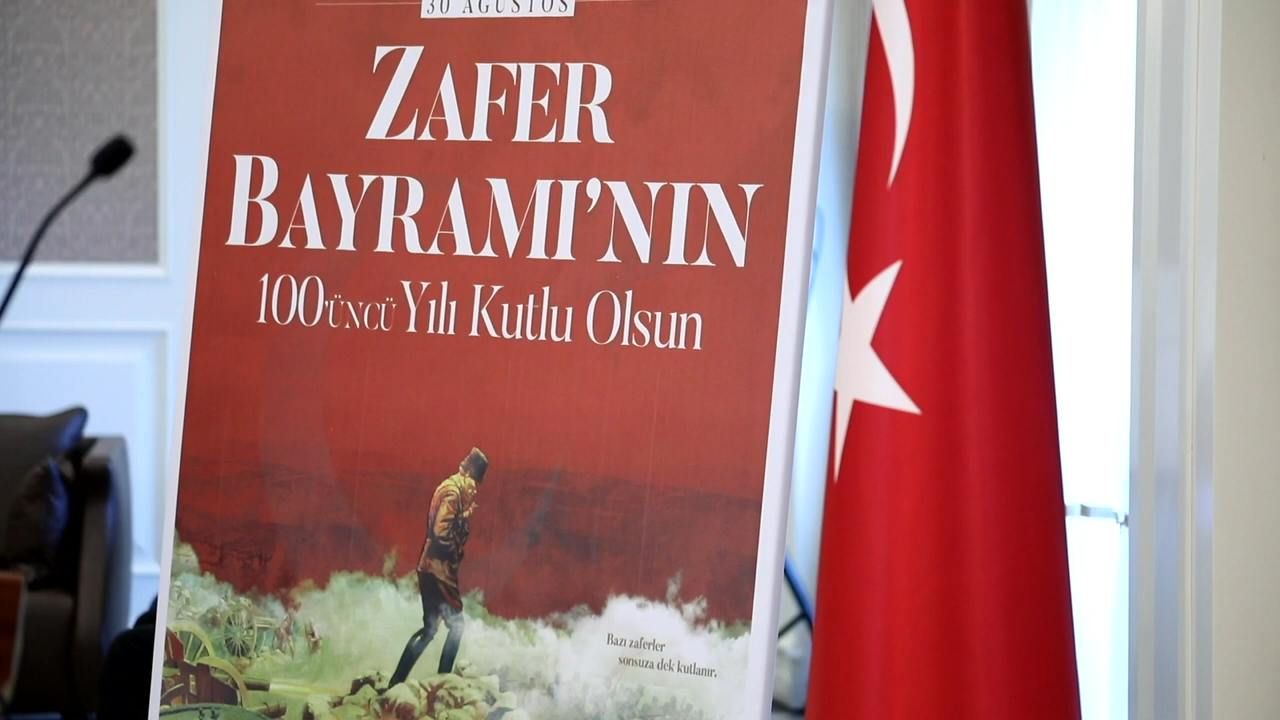 30 AĞUSTOS
ZAFER
BAYRAMI'NIN
100'ÜNCÜ Yılı Kutlu Olsun
Bazı zaferler
sonsuza dek kutlanır.